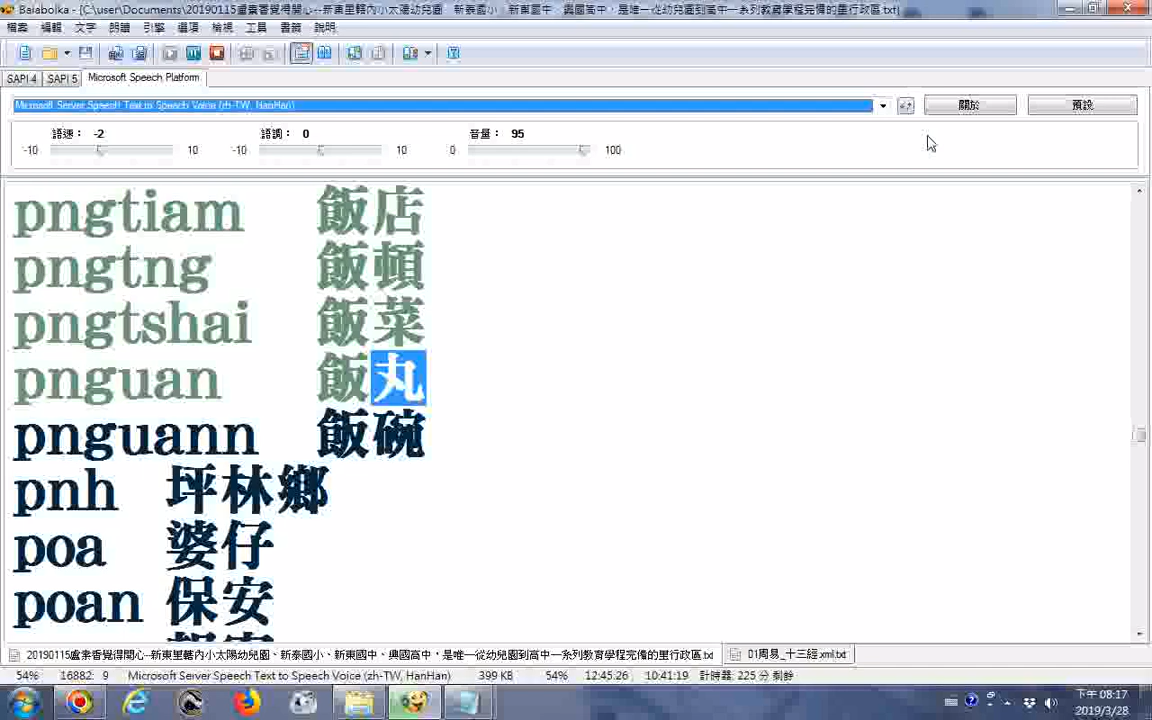 Balabolka - [C:\user\Documents\20190115盧素香覺得開心--新東里轄內小太陽幼兒園、新泰國小、新東國中、興國高中，是唯一從幼兒園到高中一系列教育學程完備的里行政區.txt]
檔案 編輯 文字 朗讀 引擎 選項 檢視 工具 書籤 說明
SAPI 4 SAPI 5 Microsoft Speech Platform
Microsoft Server Speech Text to Speech Voice (zh-TW, HanHan)
關於 預設
語速： -2 語調： 0 音量： 95
-10 10 -10 10 0 100
pngtiam 飯店
pngtng 飯頓
pngtshai 飯菜
pnguan 飯丸
pnguann 飯碗
pnh 坪林鄉
poa 婆仔
poan 保安
20190115盧素香覺得開心--新東里轄內小太陽幼兒園、新泰國小、新東國中、興國高中，是唯一從幼兒園到高中一系列教育學程完備的里行政區.txt 01周易_十三經.xml.txt
54% 16882: 9 Microsoft Server Speech Text to Speech Voice (zh-TW, HanHan) 399 KB 54% 12:45:26 10:41:19 計時器: 225 分 剩餘
下午 08:17
2019/3/28